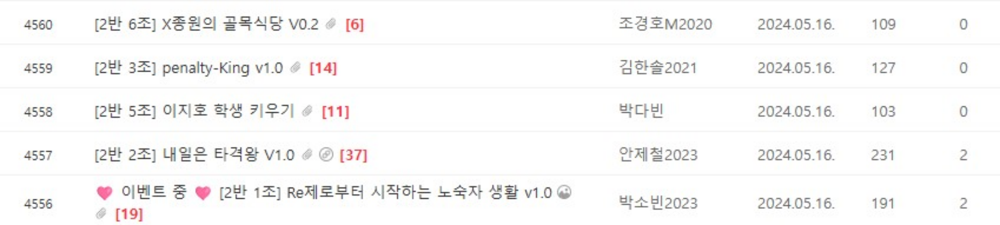 4560 [2반 6조] X종원의 골목식당 V0.2 [6] 조경호M2020 2024.05.16. 109 0
4559 [2반 3조] penalty-King v1.0 [14] 김한솔2021 2024.05.16. 127 0
4558 [2반 5조] 이지호 학생 키우기 [11] 박다빈 2024.05.16. 103 0
4557 [2반 2조] 내일은 타격왕 V1.0 [37] 안제철2023 2024.05.16. 231 2
4556 이벤트 중 [2반 1조] Re제로부터 시작하는 노숙자 생활 v1.0 박소빈2023 2024.05.16. 191 2
[19]